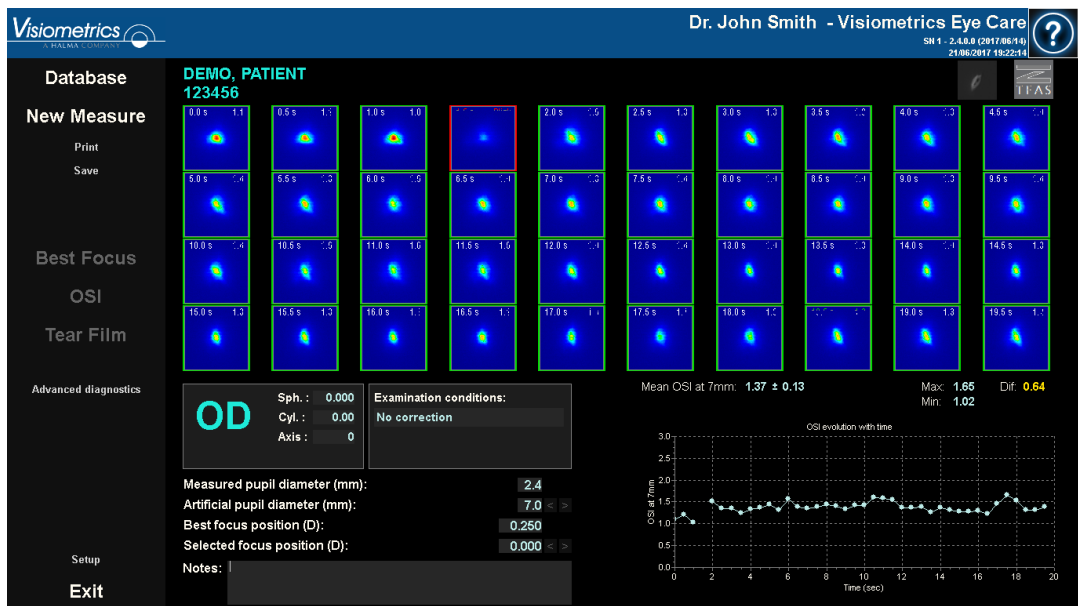 Visiometrics
A HALMA COMPANY
Dr. John Smith - Visiometrics Eye Care
SN 1 - 2.4.0.0 (2017/06/14)
21/06/2017 19:22:14
?
Database
New Measure
Print
Save
Best Focus
OSI
Tear Film
Advanced diagnostics
Setup
Exit
DEMO, PATIENT
123456
TFAS
0.0 s 1.1 0.5 s 1.0 s 1.0 2.0 s 2.5 s 1.3 3.0 s 1.3 3.5 s 4.0 s 4.5 s
5.0 s 5.5 s 6.0 s 6.5 s 7.0 s 7.5 s 8.0 s 8.5 s 9.0 s 9.5 s
10.0 s 10.5 s 11.0 s 1.6 11.5 s 1.6 12.0 s 12.5 s 13.0 s 13.5 s 14.0 s 14.5 s 1.3
15.0 s 1.3 15.5 s 1.3 16.0 s 16.5 s 17.0 s 17.5 s 18.0 s 19.0 s 1.3 19.5 s
OD
Sph. : 0.000
Cyl. : 0.00
Axis : 0
Examination conditions:
No correction
Measured pupil diameter (mm): 2.4
Artificial pupil diameter (mm): 7.0 < >
Best focus position (D): 0.250
Selected focus position (D): 0.000 < >
Notes:
Mean OSI at 7mm: 1.37 ± 0.13
Max: 1.65 Dif: 0.64
Min: 1.02
OSI evolution with time
OSI at 7mm
3.0
2.5
2.0
1.5
1.0
0.5
0.0
0 2 4 6 8 10 12 14 16 18 20
Time (sec)